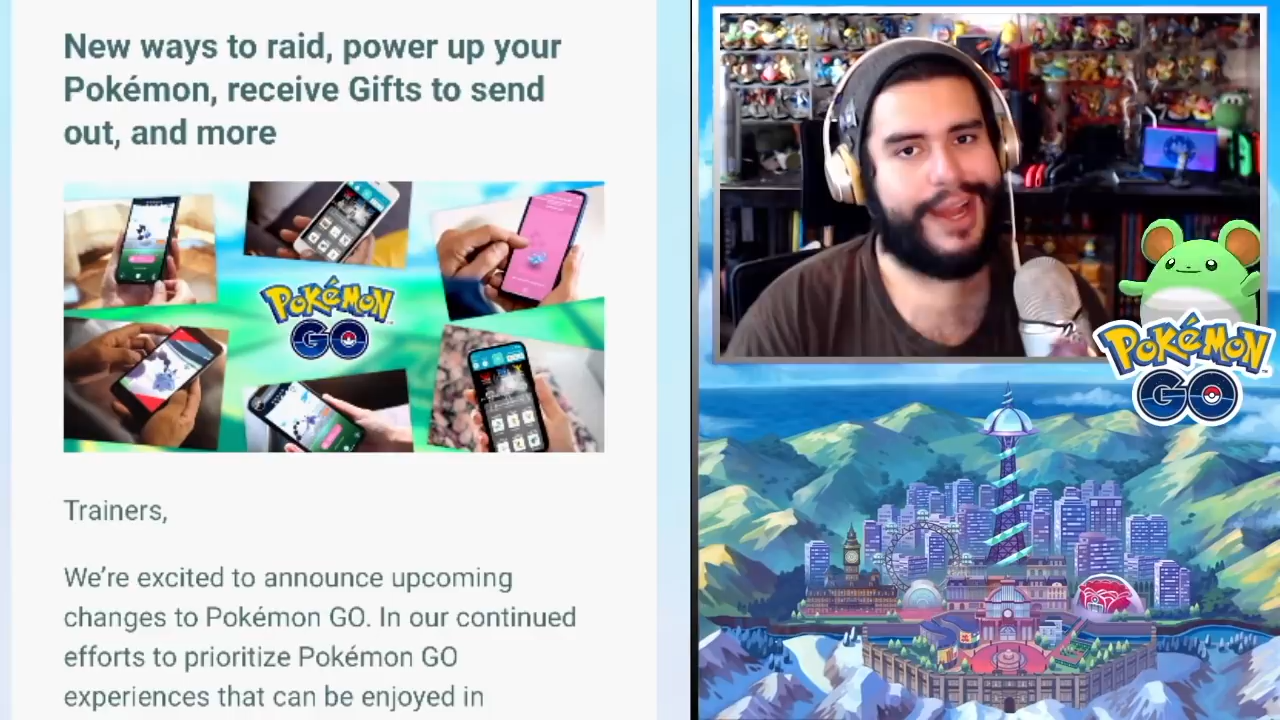 New ways to raid, power up your
Pokémon, receive Gifts to send
out, and more
POKéMON
GO
Trainers,
We’re excited to announce upcoming
changes to Pokémon GO. In our continued
efforts to prioritize Pokémon GO
experiences that can be enjoyed in
POKéMON
GO